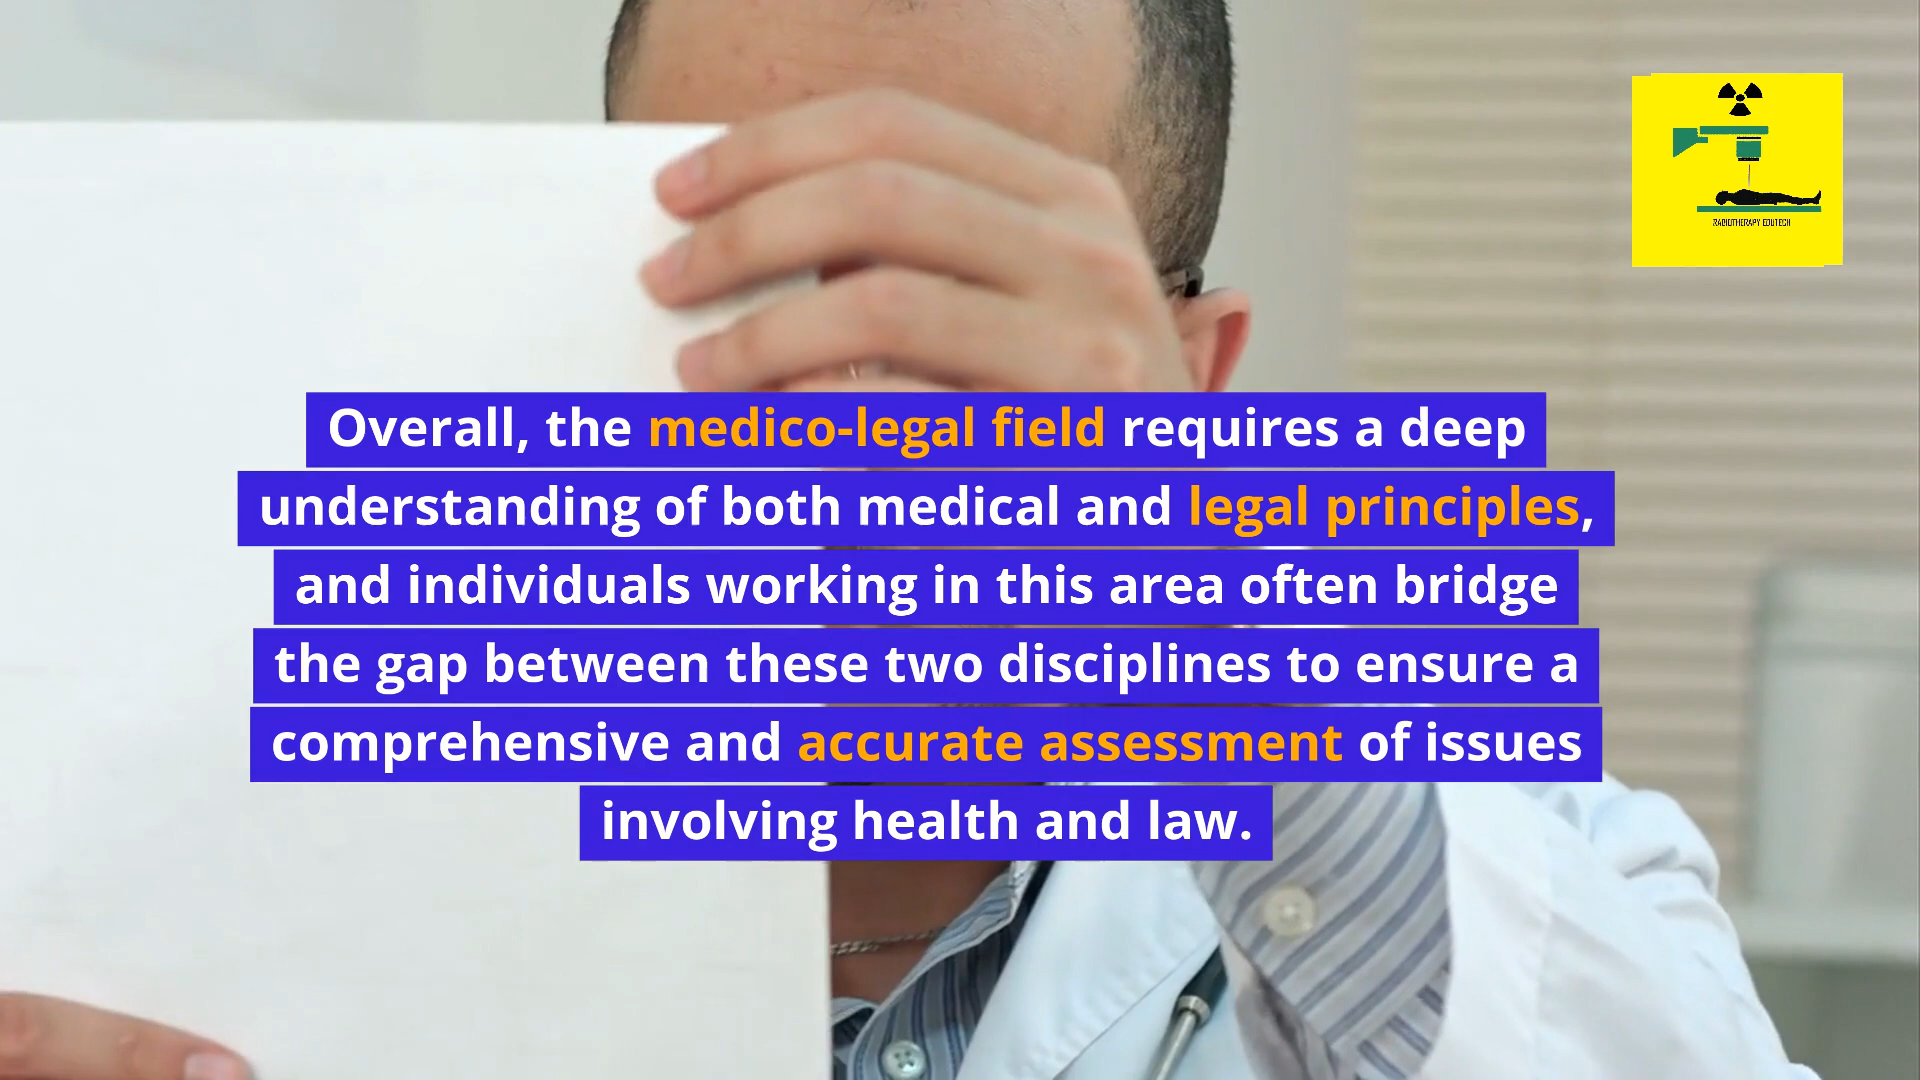 RADIOTHERAPY EDUTECH
Overall, the medico-legal field requires a deep
understanding of both medical and legal principles,
and individuals working in this area often bridge
the gap between these two disciplines to ensure a
comprehensive and accurate assessment of issues
involving health and law.